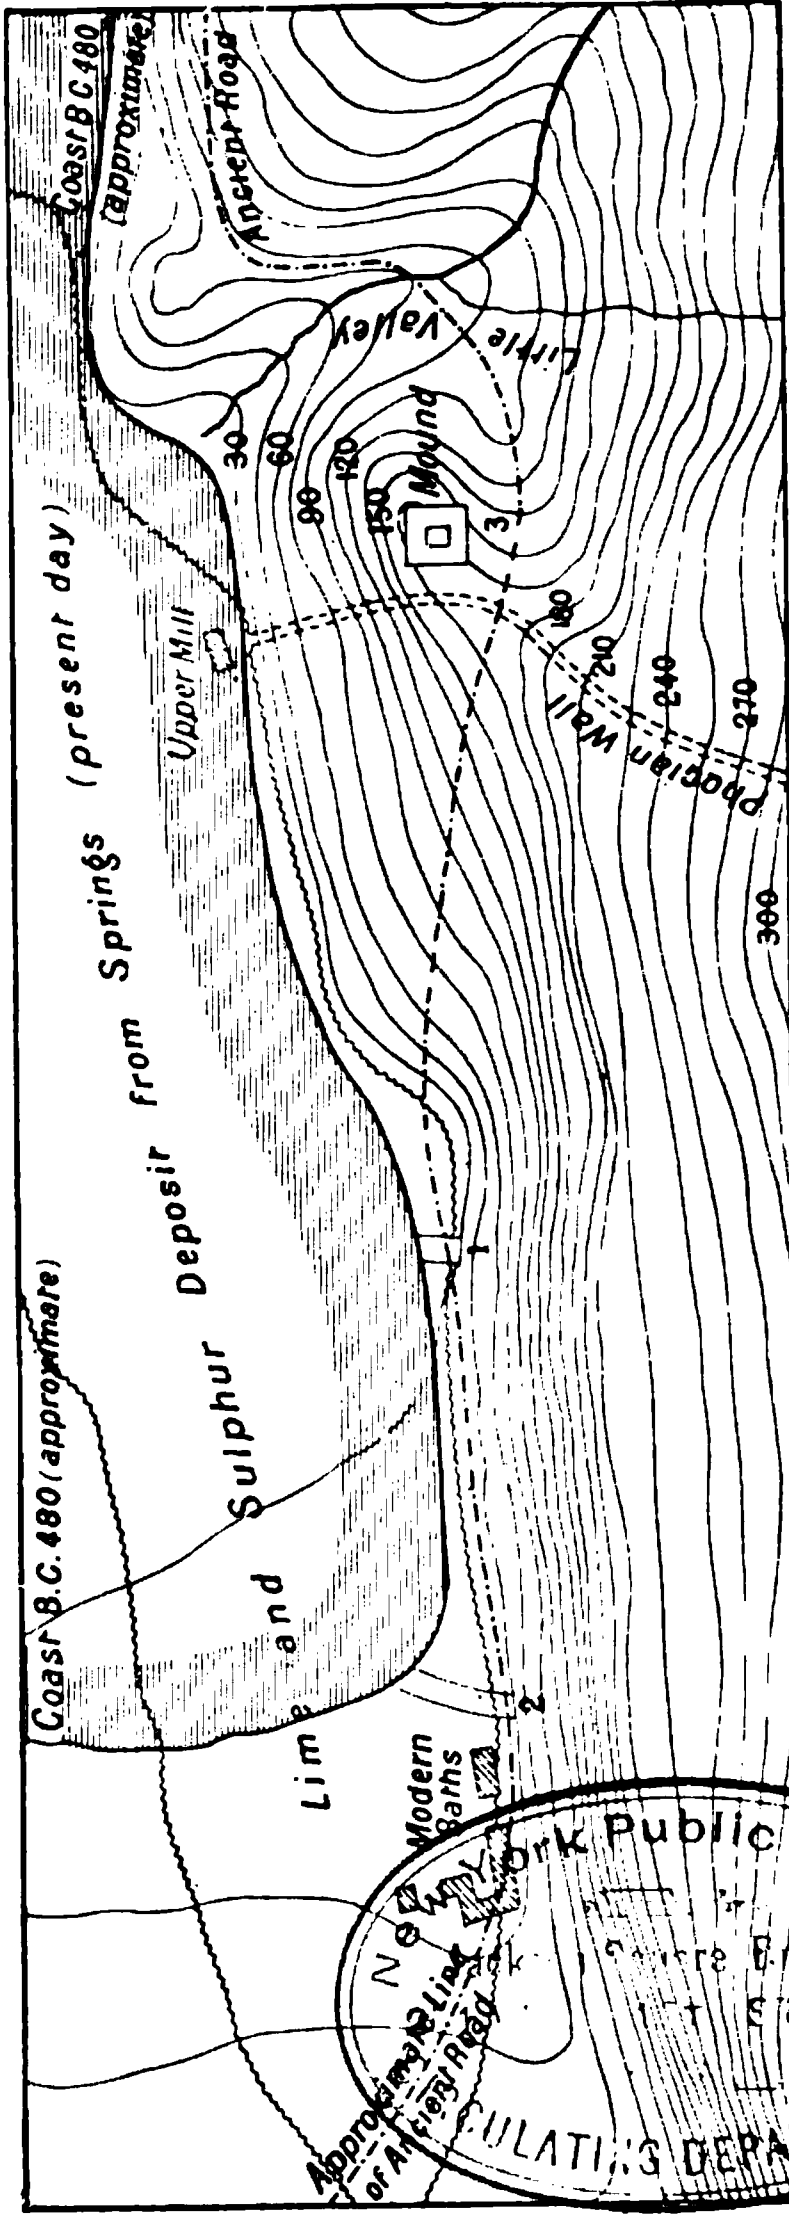 Coast B.C. 480
(approximate)
Ancient Road
Little Valley
Mound
30
60
90
120
150
3
180
210
240
270
300
Phocian Wall
Upper Mill
Lime and Sulphur Deposit from Springs (present day)
Coast B.C. 480 (approximate)
1
2
Modern
Baths
Approximate Line
of Ancient Road
New York Public
CULATING DEPA